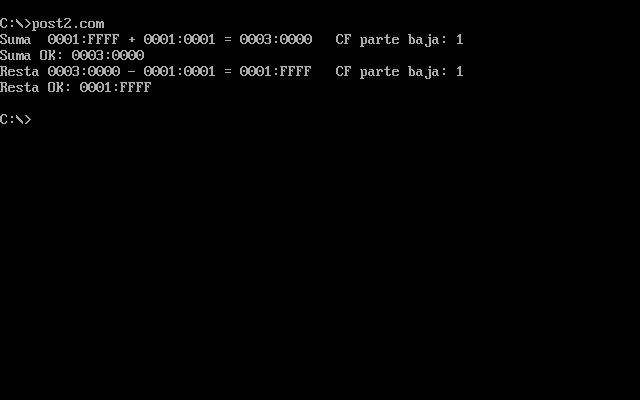 C:\>post2.com
Suma  0001:FFFF + 0001:0001 = 0003:0000   CF parte baja: 1
Suma OK: 0003:0000
Resta 0003:0000 - 0001:0001 = 0001:FFFF   CF parte baja: 1
Resta OK: 0001:FFFF
C:\>